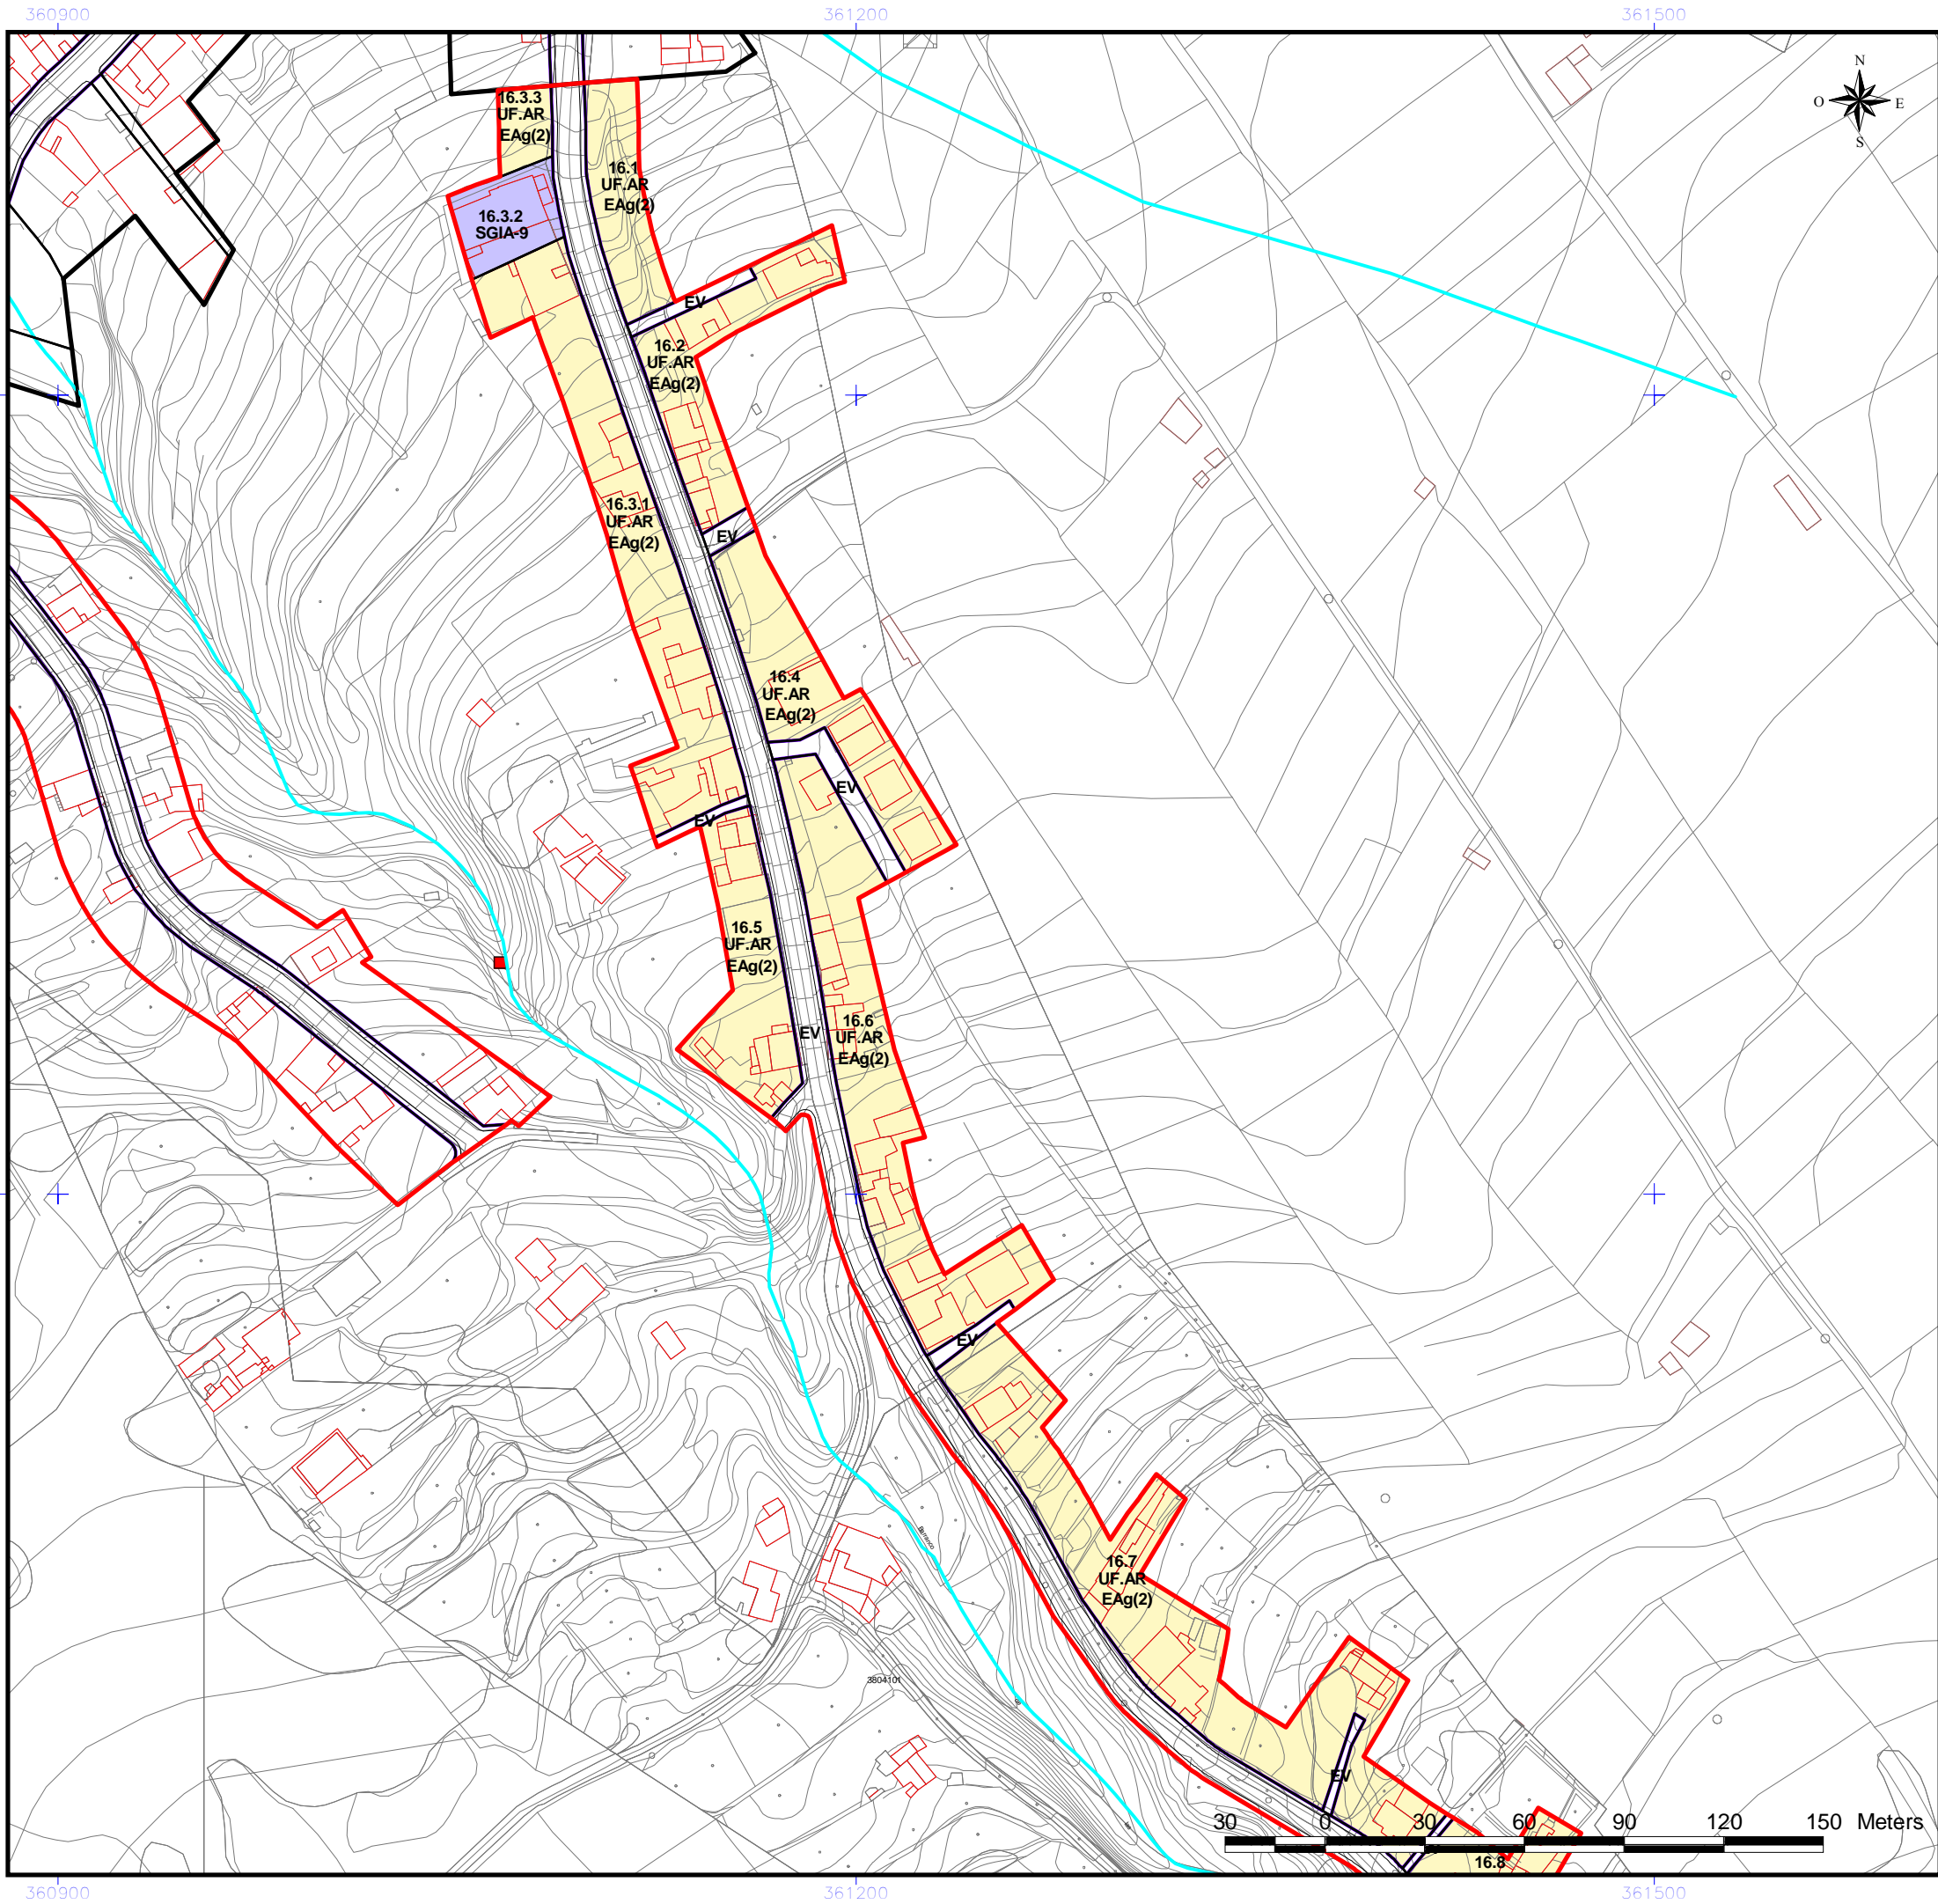 360900
361200
361500
N
O
E
S
16.3.3
UF.AR
EAg(2)
16.1
UF.AR
EAg(2)
16.3.2
SGIA-9
EV
16.2
UF.AR
EAg(2)
16.3.1
UF.AR
EAg(2)
EV
16.4
UF.AR
EAg(2)
EV
EV
16.5
UF.AR
EAg(2)
EV
16.6
UF.AR
EAg(2)
EV
Barranco
16.7
UF.AR
EAg(2)
3804101
EV
30 0 30 60 90 120 150 Meters
16.8
360900
361200
361500